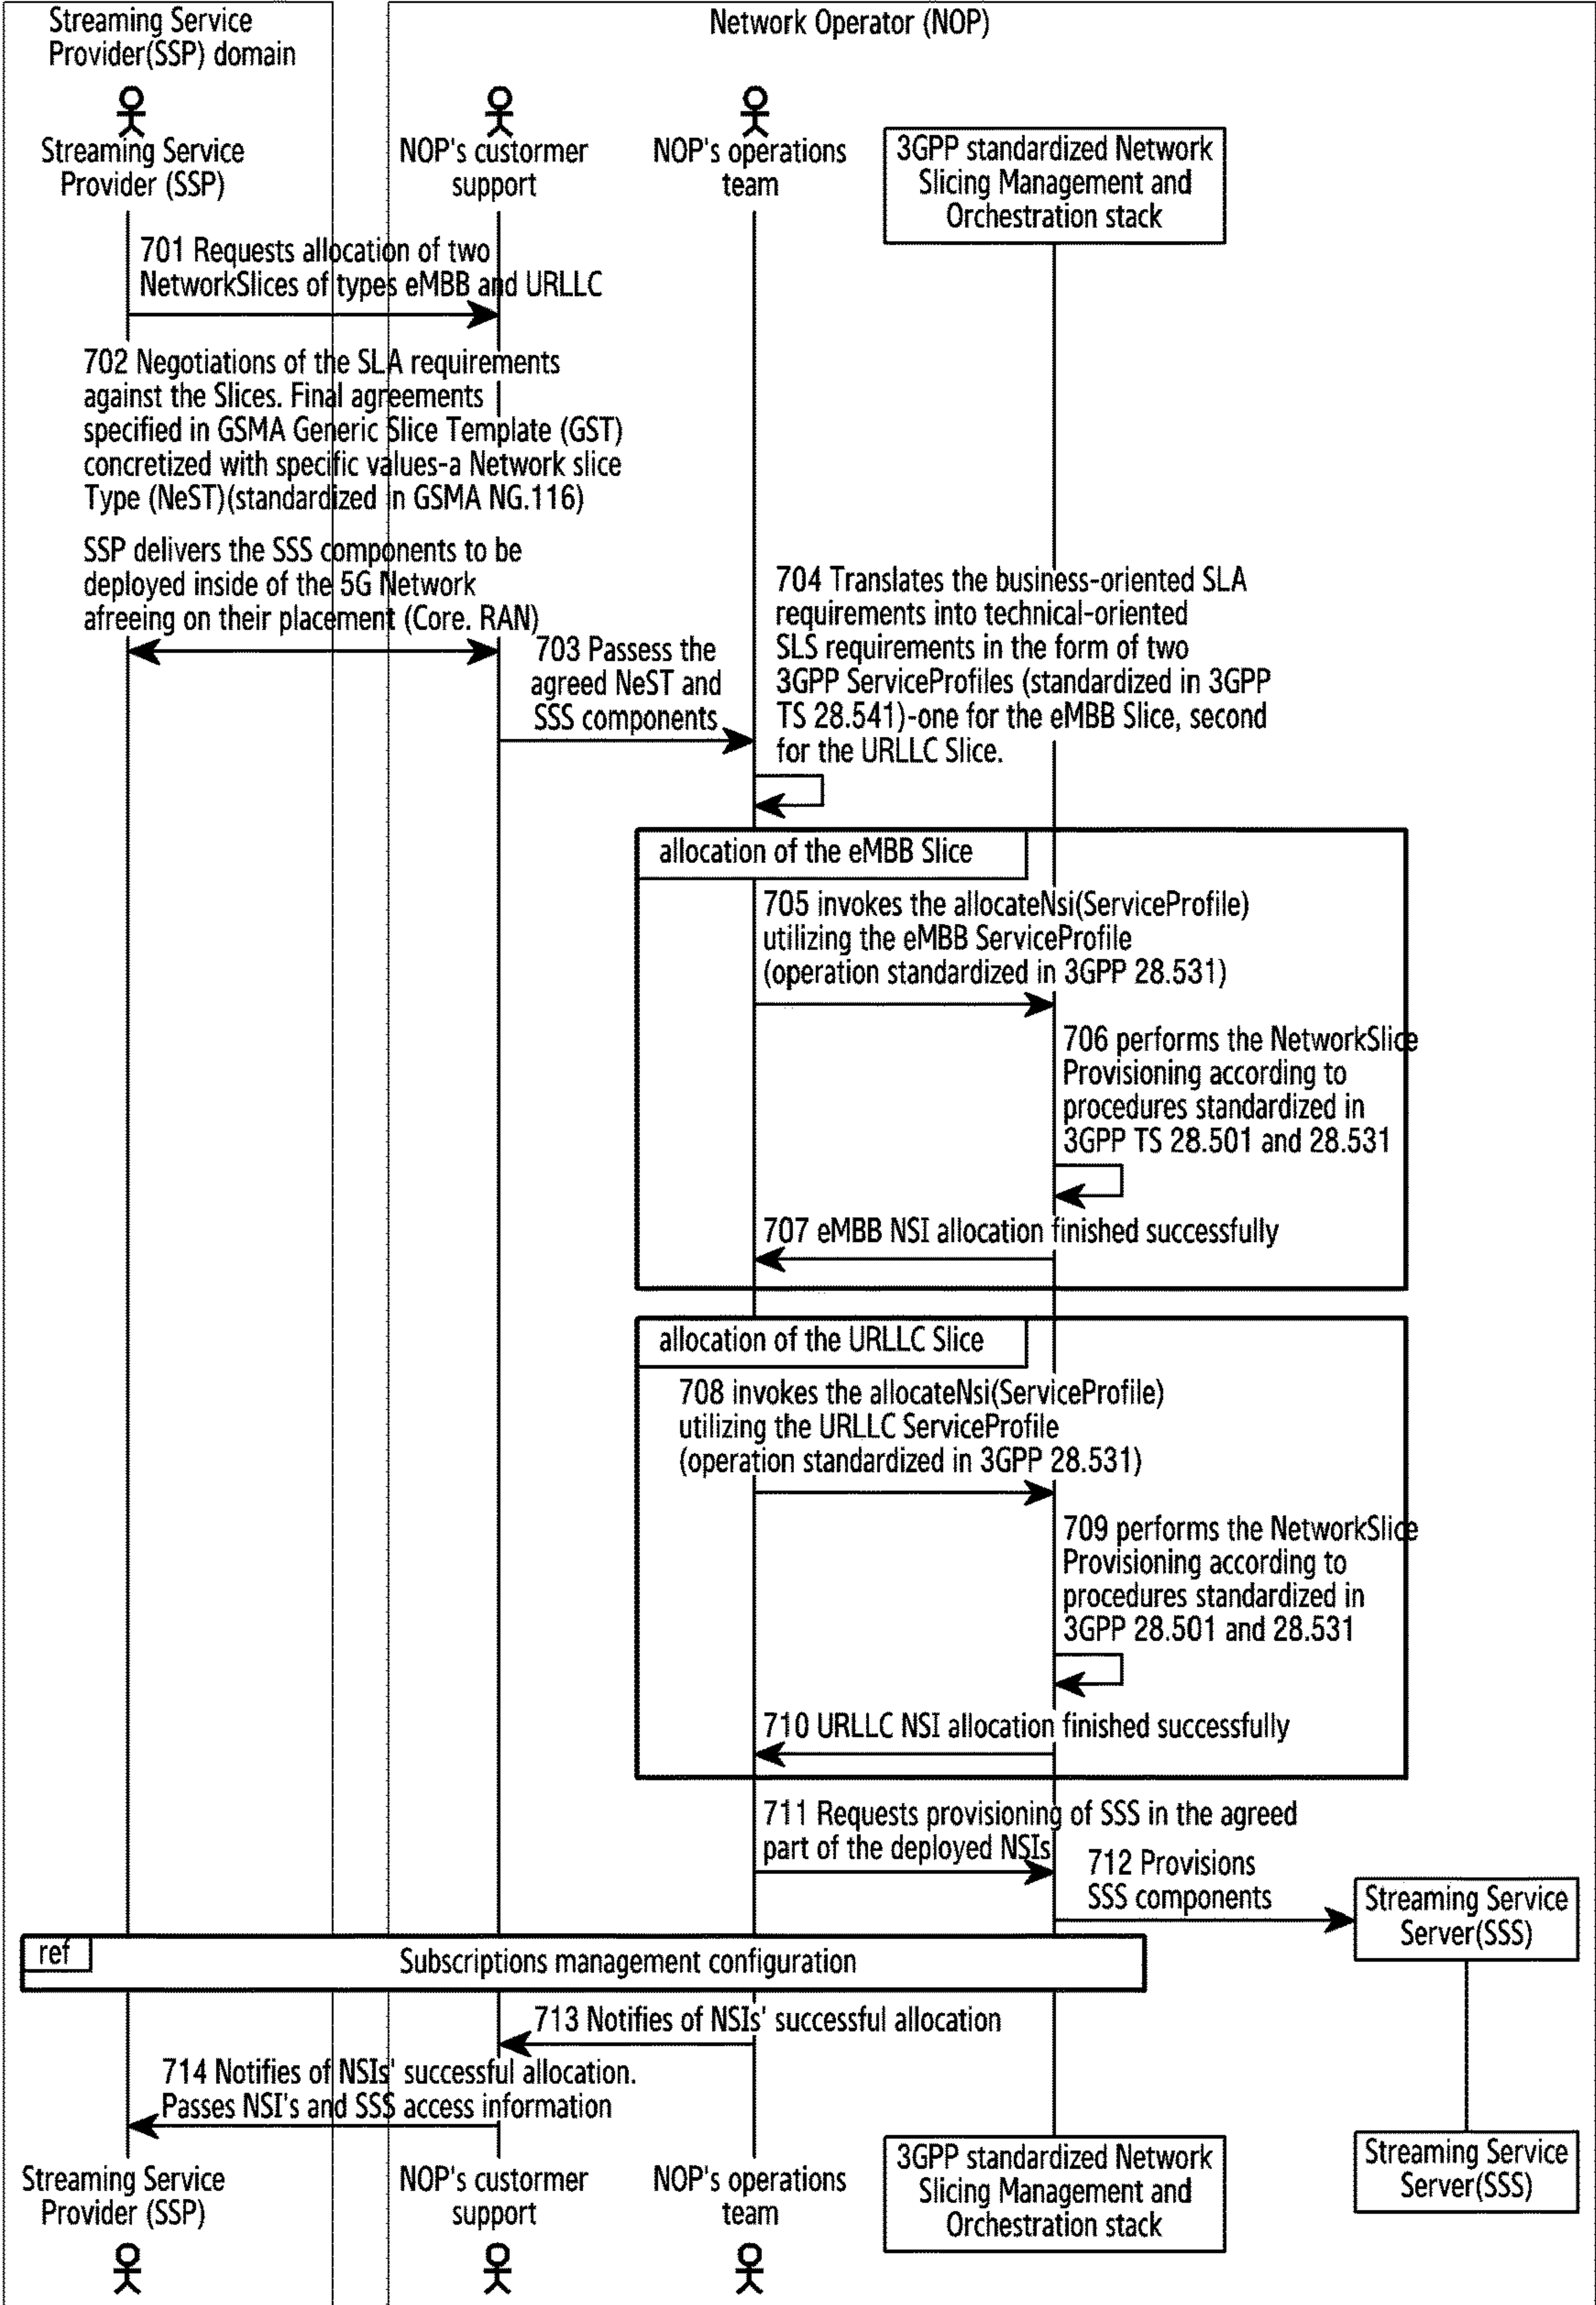 Streaming Service
Provider(SSP) domain
Network Operator (NOP)
Streaming Service
Provider (SSP)
NOP's custormer
support
NOP's operations
team
3GPP standardized Network
Slicing Management and
Orchestration stack
701 Requests allocation of two
NetworkSlices of types eMBB and URLLC
702 Negotiations of the SLA requirements
against the Slices. Final agreements
specified in GSMA Generic Slice Template (GST)
concretized with specific values-a Network slice
Type (NeST)(standardized in GSMA NG.116)
SSP delivers the SSS components to be
deployed inside of the 5G Network
afreeing on their placement (Core. RAN)
703 Passess the
agreed NeST and
SSS components
704 Translates the business-oriented SLA
requirements into technical-oriented
SLS requirements in the form of two
3GPP ServiceProfiles (standardized in 3GPP
TS 28.541)-one for the eMBB Slice, second
for the URLLC Slice.
allocation of the eMBB Slice
705 invokes the allocateNsi(ServiceProfile)
utilizing the eMBB ServiceProfile
(operation standardized in 3GPP 28.531)
706 performs the NetworkSlice
Provisioning according to
procedures standardized in
3GPP TS 28.501 and 28.531
707 eMBB NSI allocation finished successfully
allocation of the URLLC Slice
708 invokes the allocateNsi(ServiceProfile)
utilizing the URLLC ServiceProfile
(operation standardized in 3GPP 28.531)
709 performs the NetworkSlice
Provisioning according to
procedures standardized in
3GPP 28.501 and 28.531
710 URLLC NSI allocation finished successfully
711 Requests provisioning of SSS in the agreed
part of the deployed NSIs
712 Provisions
SSS components
Streaming Service
Server(SSS)
ref
Subscriptions management configuration
713 Notifies of NSIs' successful allocation
714 Notifies of NSIs' successful allocation.
Passes NSI's and SSS access information
Streaming Service
Provider (SSP)
NOP's custormer
support
NOP's operations
team
3GPP standardized Network
Slicing Management and
Orchestration stack
Streaming Service
Server(SSS)